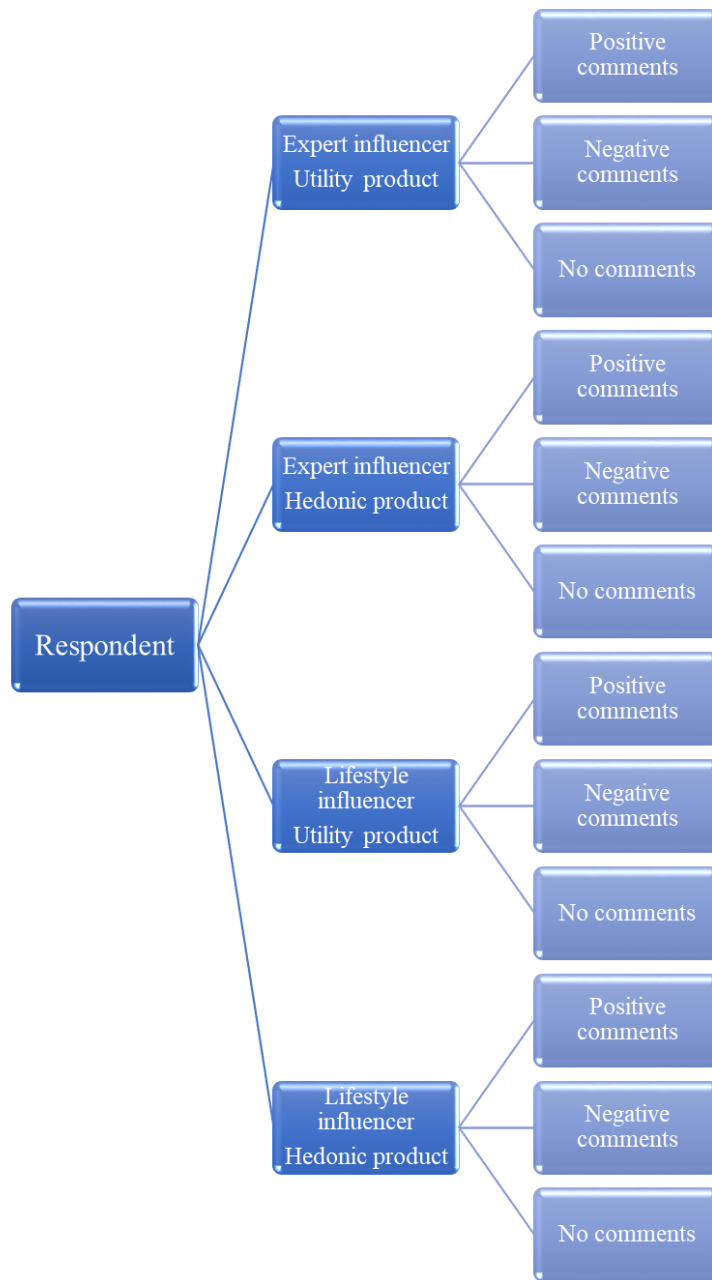 Positive
comments
Expert influencer
Utility product
Negative
comments
No comments
Positive
comments
Expert influencer
Hedonic product
Negative
comments
No comments
Respondent
Positive
comments
Lifestyle
influencer
Utility product
Negative
comments
No comments
Positive
comments
Lifestyle
influencer
Hedonic product
Negative
comments
No comments